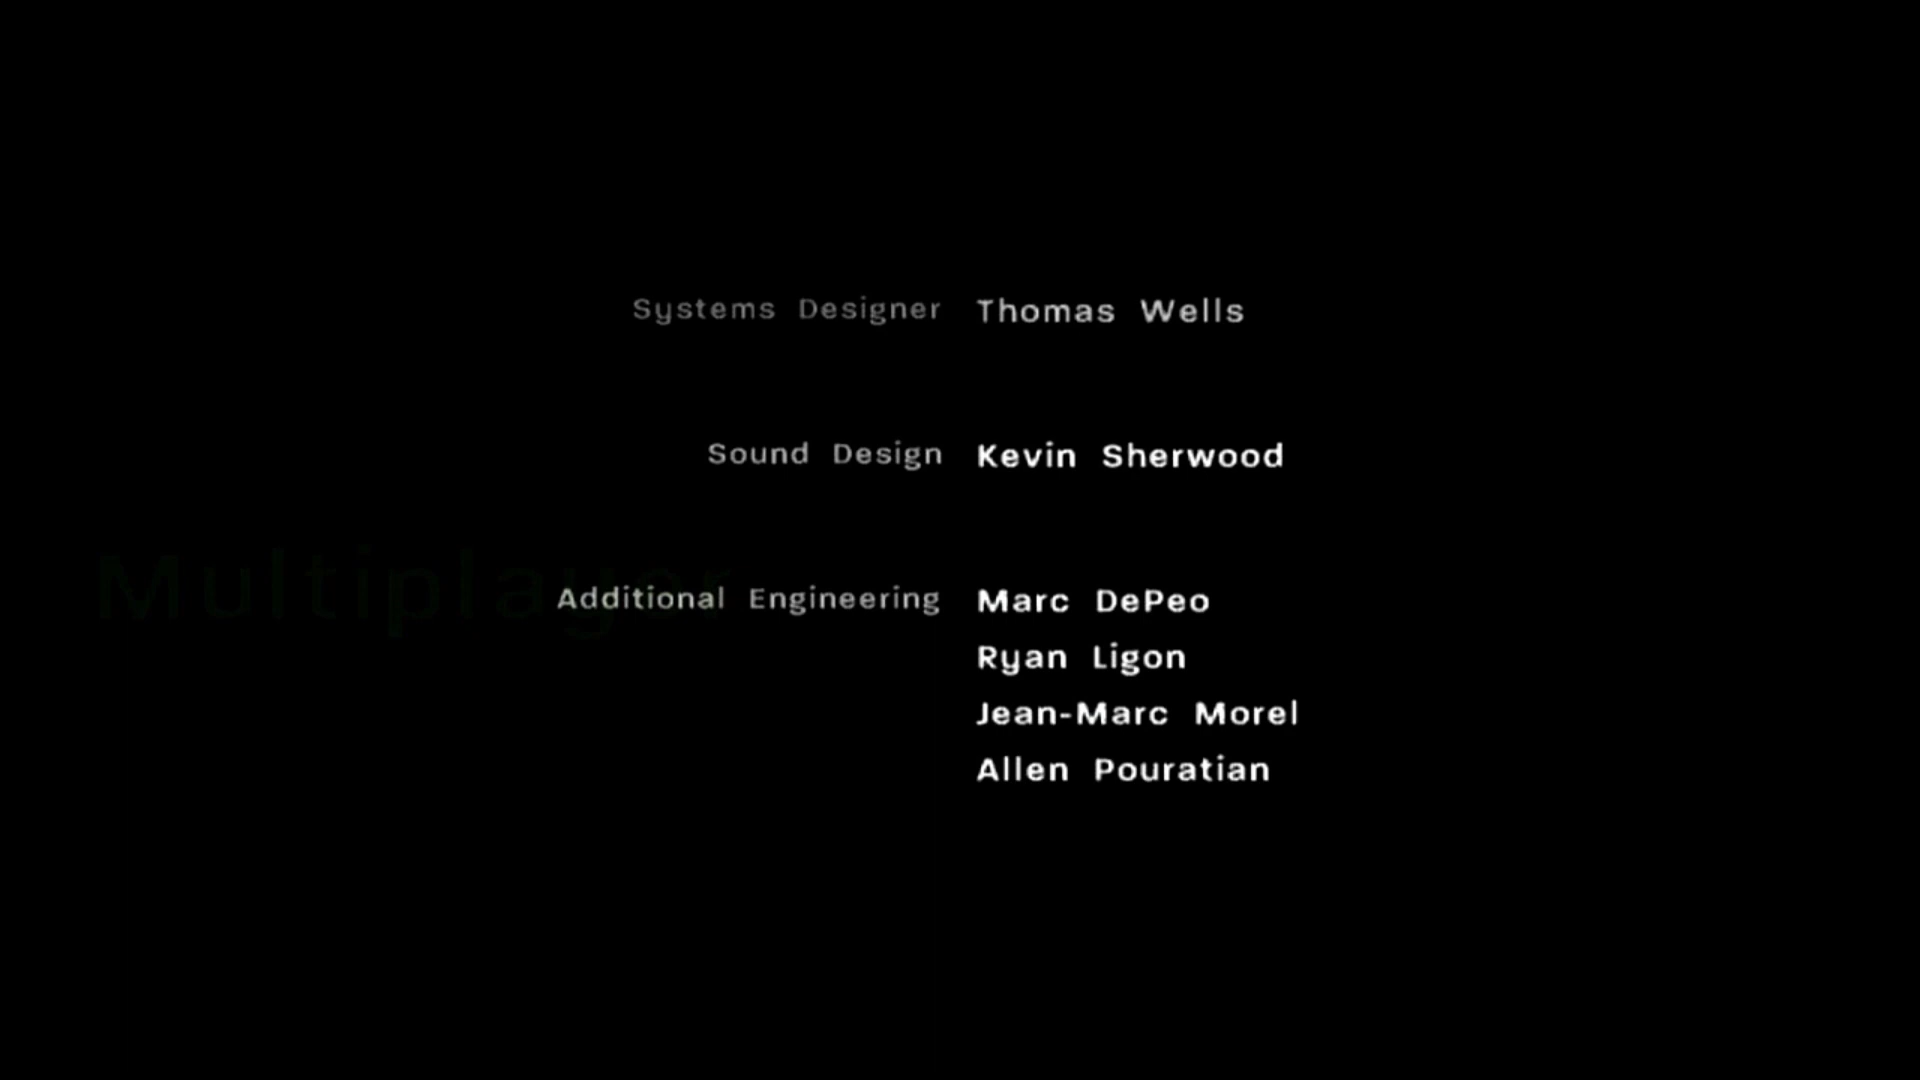 Systems Designer Thomas Wells
Sound Design Kevin Sherwood
Multiplayer
Additional Engineering Marc DePeo
Ryan Ligon
Jean-Marc Morel
Allen Pouratian